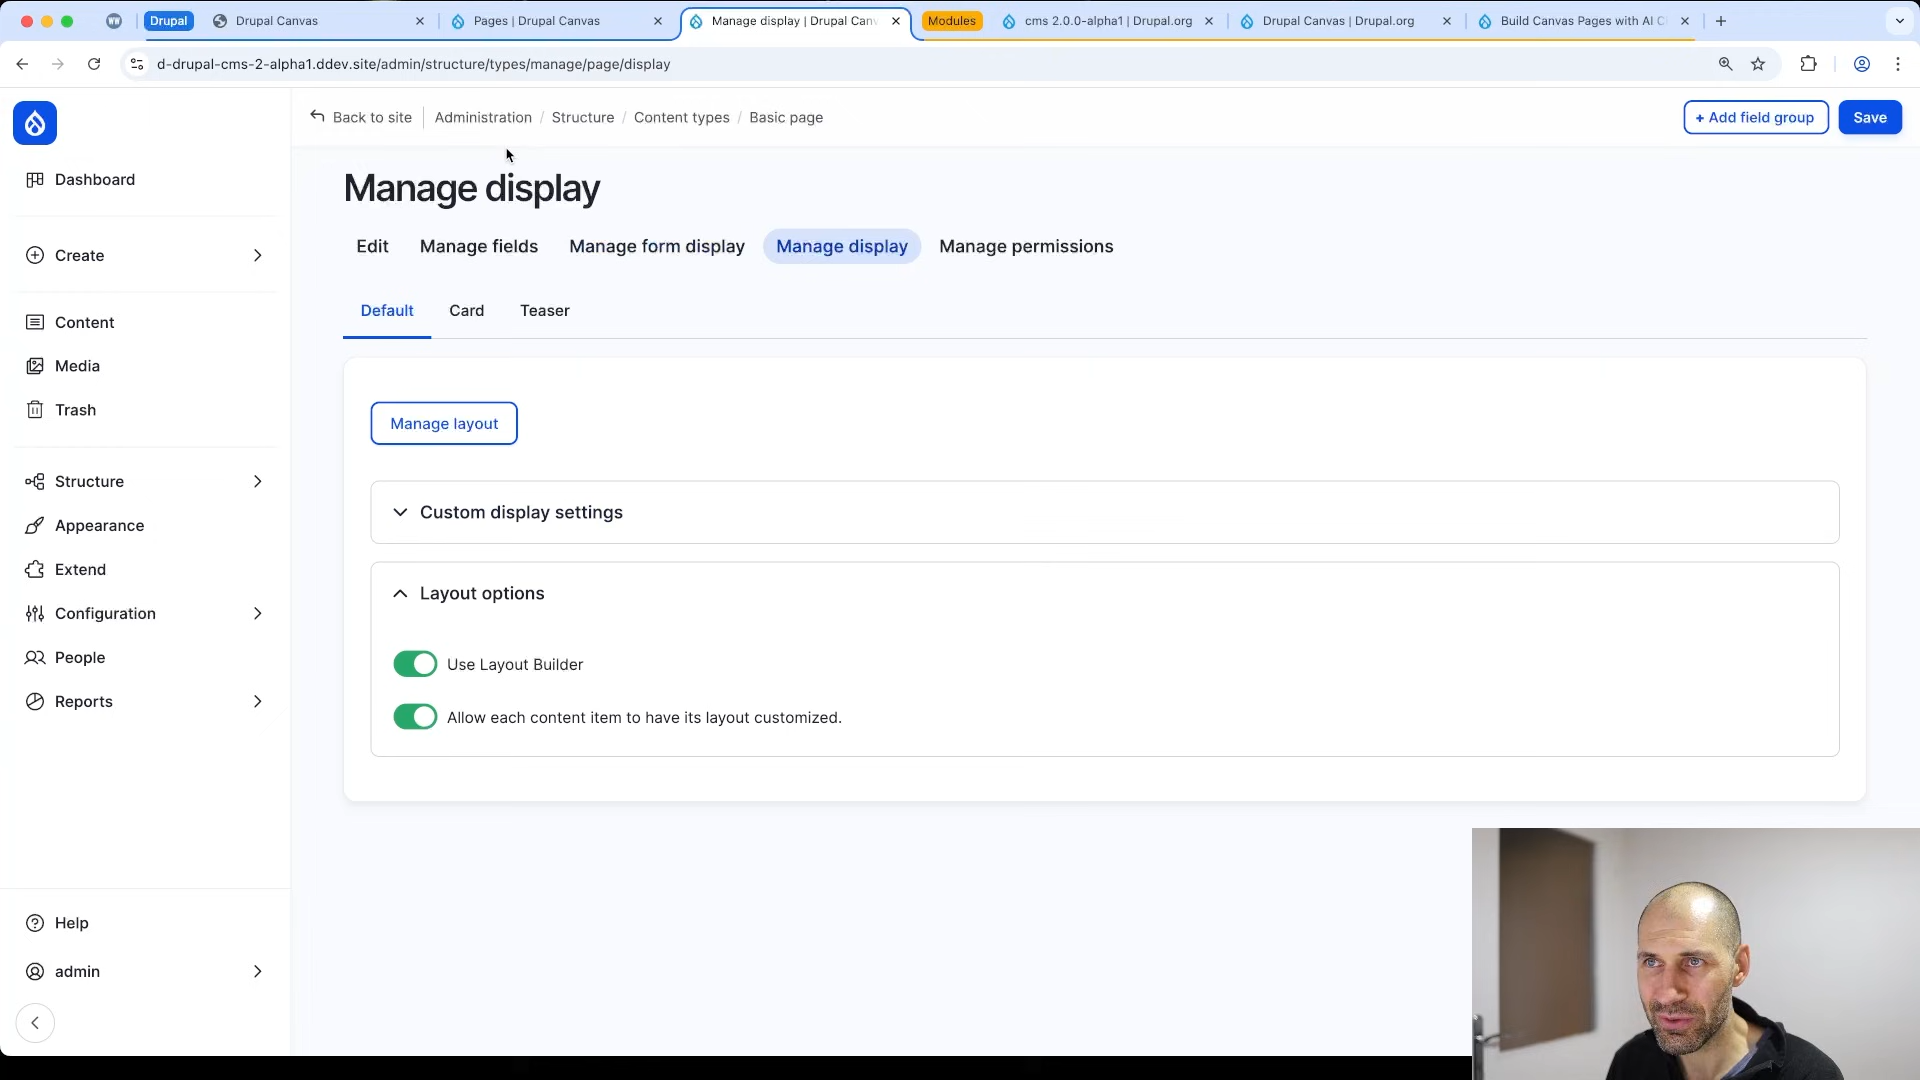 Drupal
Drupal Canvas
Pages | Drupal Canvas
Manage display | Drupal Can
Modules
cms 2.0.0-alpha1 | Drupal.org
Drupal Canvas | Drupal.org
Build Canvas Pages with AI C
d-drupal-cms-2-alpha1.ddev.site/admin/structure/types/manage/page/display
Back to site
Administration / Structure / Content types / Basic page
+ Add field group
Save
Dashboard
Create
Content
Media
Trash
Structure
Appearance
Extend
Configuration
People
Reports
Help
admin
Manage display
Edit
Manage fields
Manage form display
Manage display
Manage permissions
Default
Card
Teaser
Manage layout
Custom display settings
Layout options
Use Layout Builder
Allow each content item to have its layout customized.